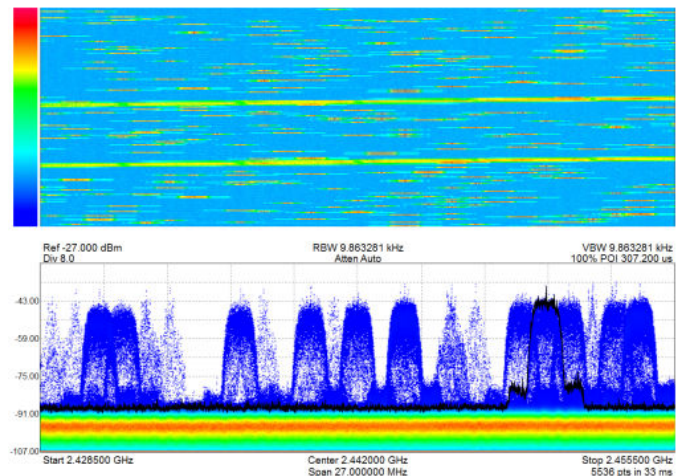 Ref -27.000 dBm RBW 9.863281 kHz VBW 9.863281 kHz
Div 8.0 Atten Auto 100% POI 307.200 us
-43.00
-59.00
-75.00
-91.00
-107.00
Start 2.428500 GHz Center 2.442000 GHz Stop 2.455500 GHz
Span 27.000000 MHz 5536 pts in 33 ms